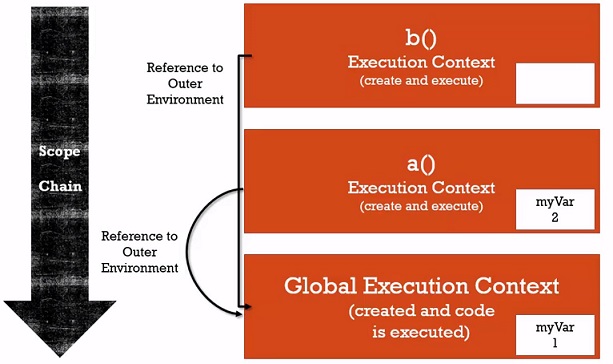 b()
Execution Context
(create and execute)
Reference to
Outer
Environment
Scope
Chain
a()
Execution Context
(create and execute)
myVar
2
Reference to
Outer
Environment
Global Execution Context
(created and code
is executed)
myVar
1